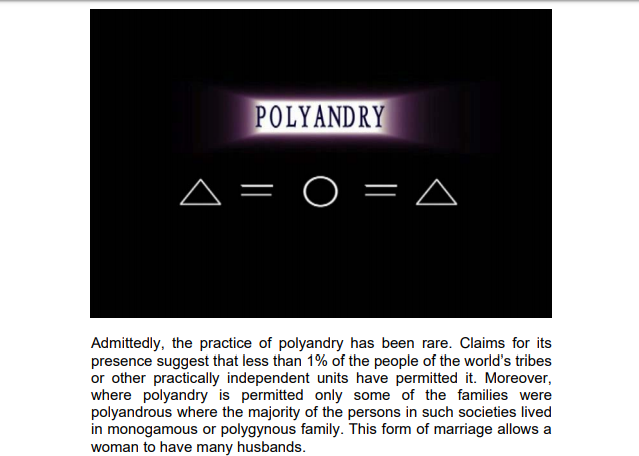 POLYANDRY
Admittedly, the practice of polyandry has been rare. Claims for its
presence suggest that less than 1% of the people of the world's tribes
or other practically independent units have permitted it. Moreover,
where polyandry is permitted only some of the families were
polyandrous where the majority of the persons in such societies lived
in monogamous or polygynous family. This form of marriage allows a
woman to have many husbands.